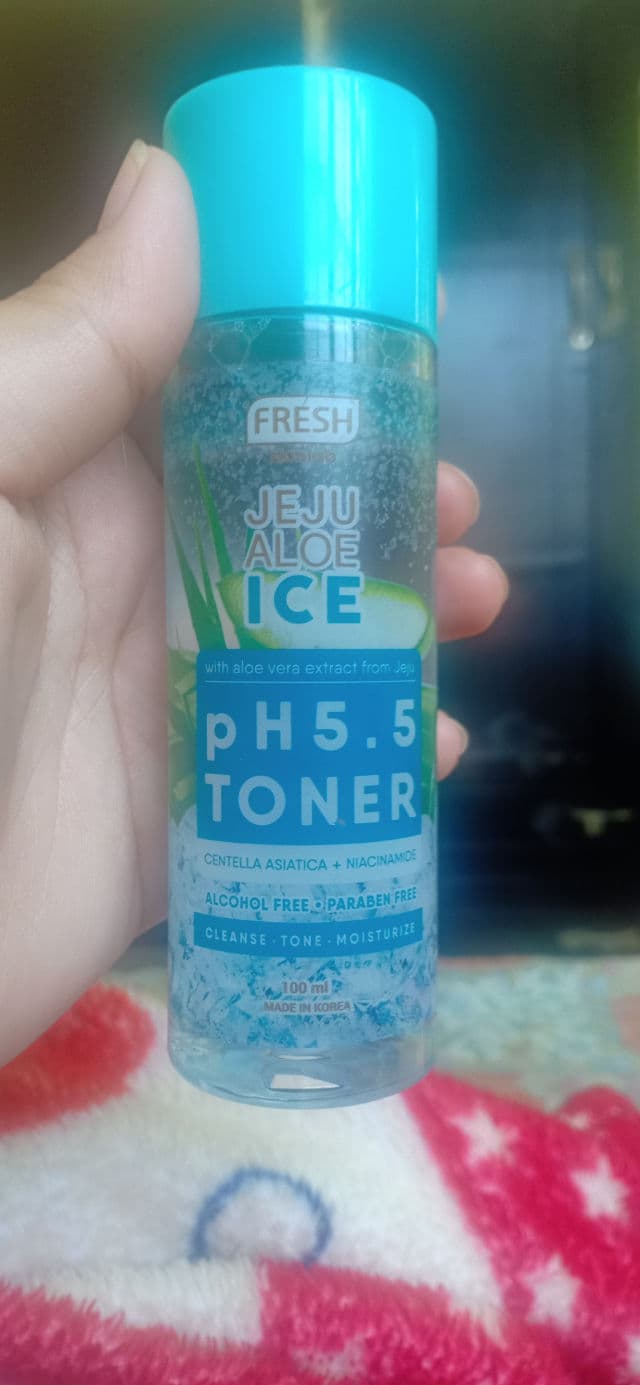 FRESH
JEJU
ALOE
ICE
with aloe vera extract from Jeju
pH5.5
TONER
CENTELLA ASIATICA + NIACINAMIDE
ALCOHOL FREE • PARABEN FREE
CLEANSE · TONE · MOISTURIZE
100 ml
MADE IN KOREA